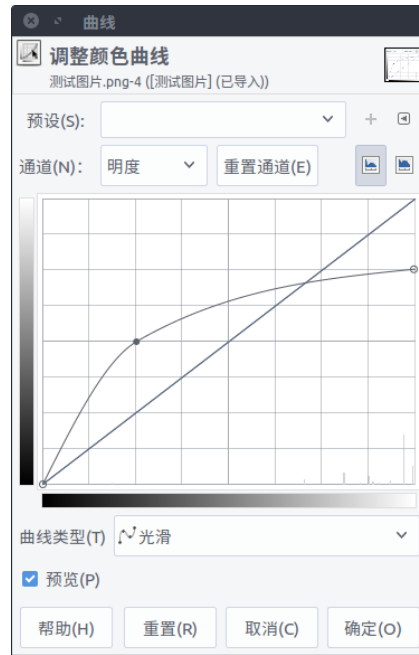 曲线
调整颜色曲线
测试图片.png-4 ([测试图片] (已导入))
预设(S):
通道(N)： 明度 重置通道(E)
曲线类型(T) 光滑
预览(P)
帮助(H) 重置(R) 取消(C) 确定(O)